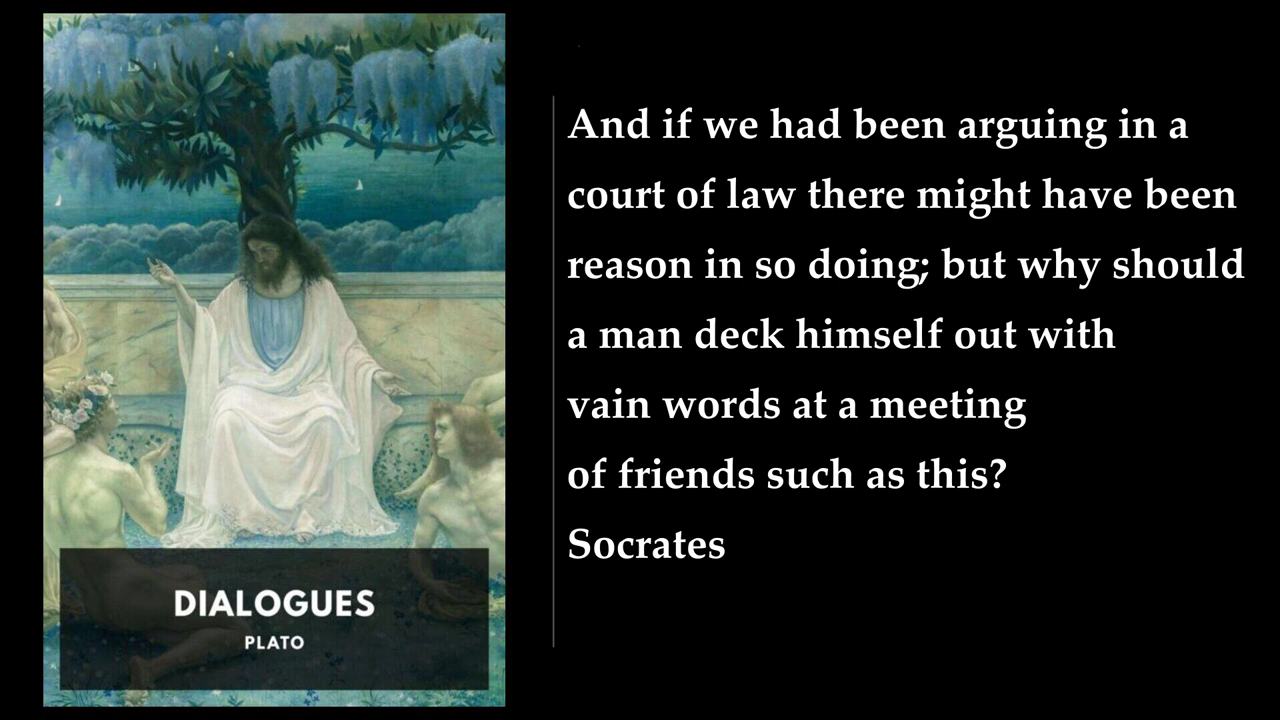 DIALOGUES
PLATO
And if we had been arguing in a
court of law there might have been
reason in so doing; but why should
a man deck himself out with
vain words at a meeting
of friends such as this?
Socrates